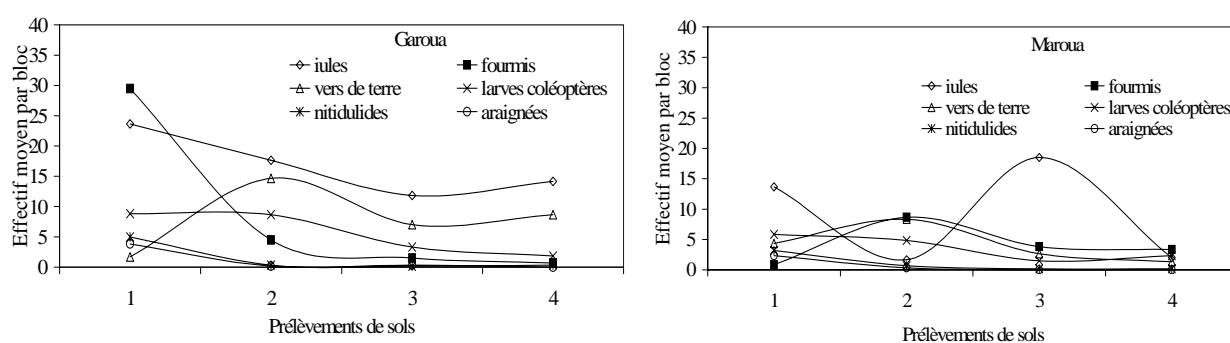 Garoua
Effectif moyen par bloc
40
35
30
25
20
15
10
5
0
iules
fourmis
vers de terre
larves coléoptères
nitidulides
araignées
1 2 3 4
Prélèvements de sols
Maroua
Effectif moyen par bloc
40
35
30
25
20
15
10
5
0
iules
fourmis
vers de terre
larves coléoptères
nitidulides
araignées
1 2 3 4
Prélèvements de sols